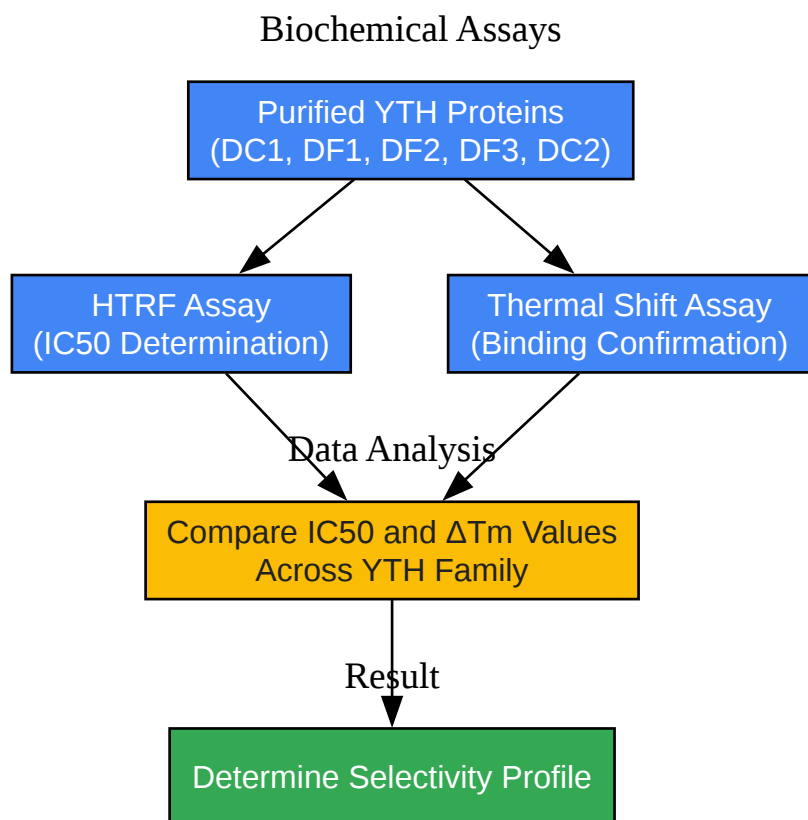 Biochemical Assays
Purified YTH Proteins
(DC1, DF1, DF2, DF3, DC2)
HTRF Assay
(IC50 Determination)
Thermal Shift Assay
(Binding Confirmation)
Data Analysis
Compare IC50 and ΔTm Values
Across YTH Family
Result
Determine Selectivity Profile